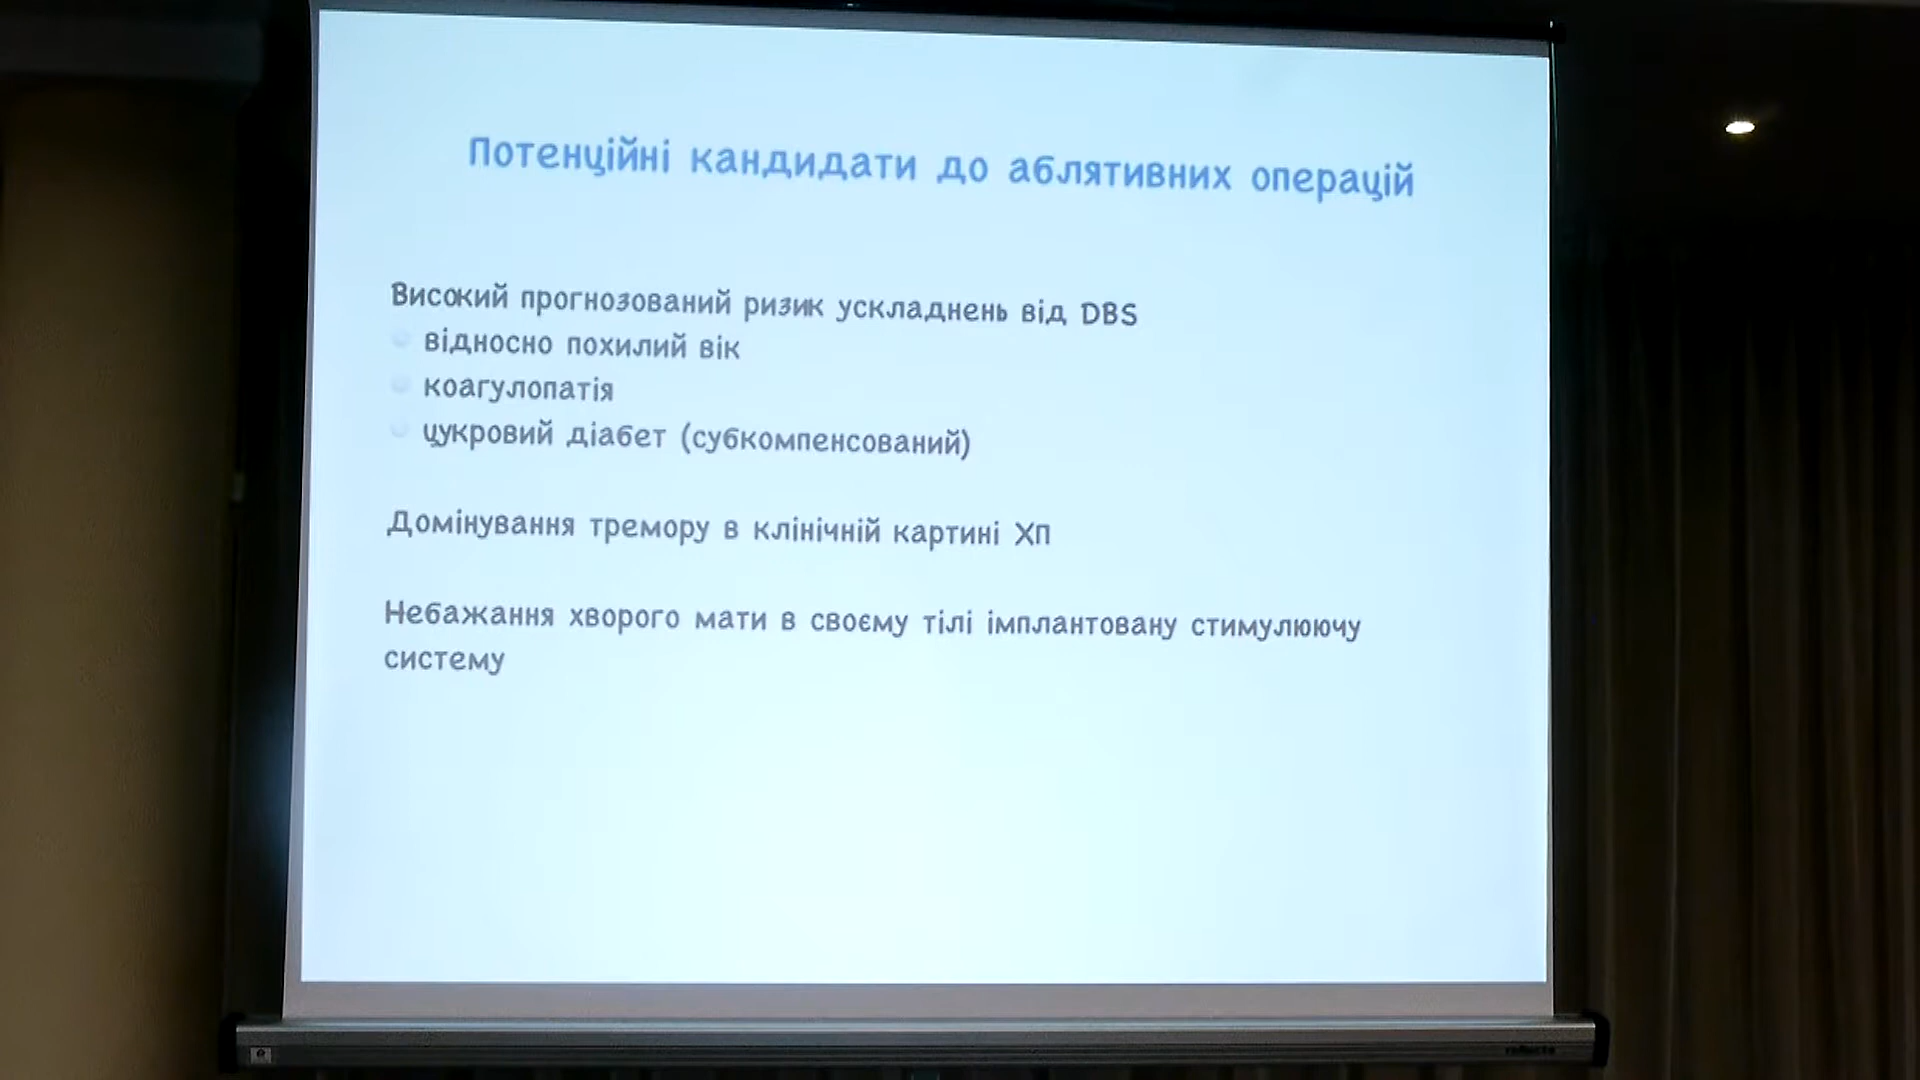 Потенційні кандидати до аблятивних операцій
Високий прогнозований ризик ускладнень від DBS
відносно похилий вік
коагулопатія
цукровий діабет (субкомпенсований)
Домінування тремору в клінічній картині ХП
Небажання хворого мати в своєму тілі імплантовану стимулюючу
систему